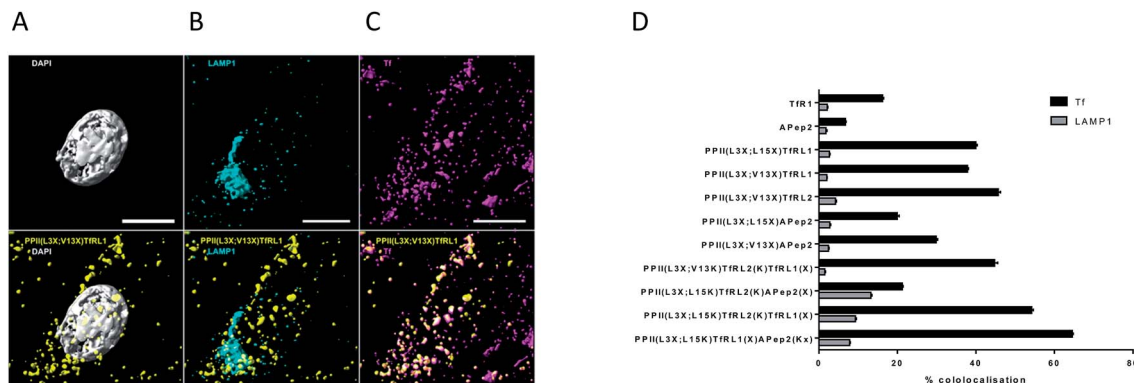 A
B
C
D
DAPI
LAMP1
Tf
PPII(L3X;V13X)TfRL1
DAPI
PPII(L3X;V13X)TfRL1
LAMP1
PPII(L3X;V13X)TfRL1
Tf
Tf
LAMP1
TfR1
APep2
PPII(L3X;L15X)TfRL1
PPII(L3X;V13X)TfRL1
PPII(L3X;V13X)TfRL2
PPII(L3X;L15X)APep2
PPII(L3X;V13X)APep2
PPII(L3X;V13K)TfRL2(K)TfRL1(X)
PPII(L3X;L15K)TfRL2(K)APep2(X)
PPII(L3X;L15K)TfRL2(K)TfRL1(X)
PPII(L3X;L15K)TfRL1(X)APep2(Kx)
0 20 40 60 80
% cololocalisation